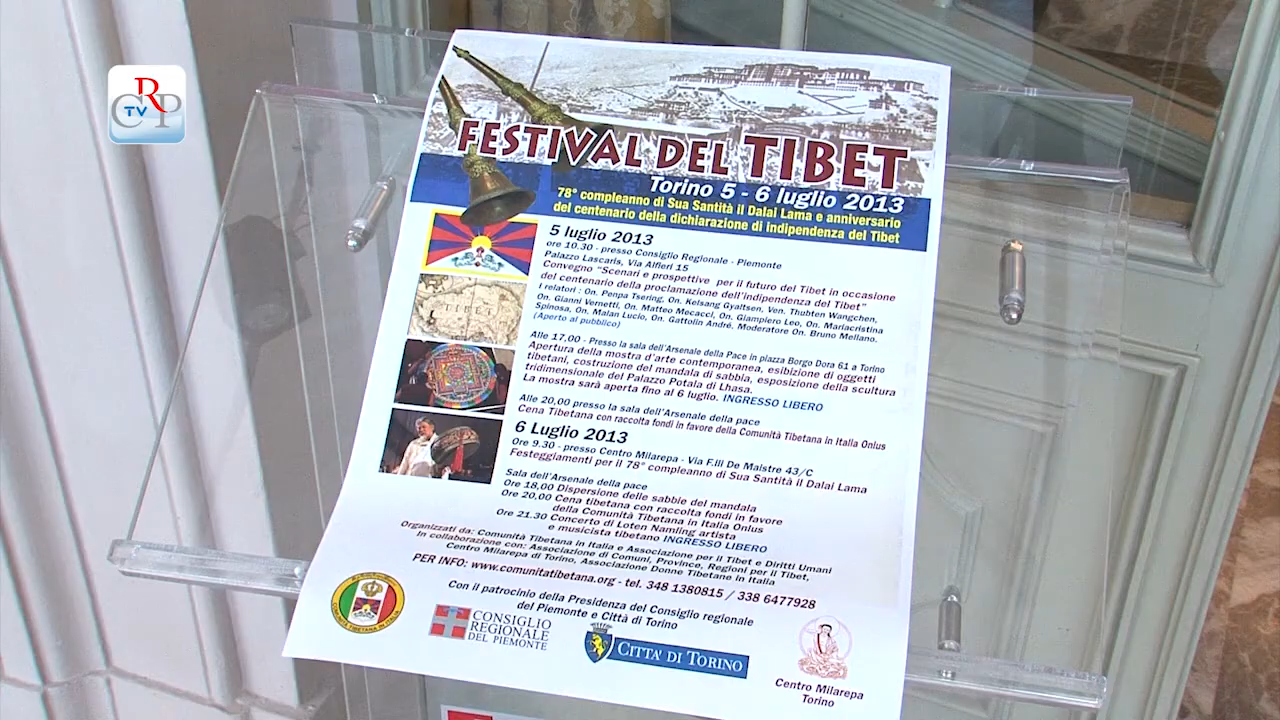 CRP TV
FESTIVAL DEL TIBET
Torino 5 - 6 luglio 2013
78° compleanno di Sua Santità il Dalai Lama e anniversario
del centenario della dichiarazione di indipendenza del Tibet
5 luglio 2013
ore 10.30 - presso Consiglio Regionale - Piemonte
Palazzo Lascaris, Via Alfieri 15
Convegno "Scenari e prospettive per il futuro del Tibet in occasione
del centenario della proclamazione dell'indipendenza del Tibet"
I relatori : On. Penpa Tsering, On. Kelsang Gyaltsen, Ven. Thubten Wangchen,
On. Gianni Vernetti, On. Matteo Mecacci, On. Giampiero Leo, On. Mariacristina
Spinosa, On. Malan Lucio, On. Gattolin André, Moderatore On. Bruno Mellano.
(Aperto al pubblico)
TIBET
Alle 17,00 - Presso la sala dell'Arsenale della Pace in piazza Borgo Dora 61 a Torino
Apertura della mostra d'arte contemporanea, esibizione di oggetti
tibetani, costruzione del mandala di sabbia, esposizione della scultura
tridimensionale del Palazzo Potala di Lhasa.
La mostra sarà aperta fino al 6 luglio. INGRESSO LIBERO
Alle 20,00 presso la sala dell'Arsenale della pace
Cena Tibetana con raccolta fondi in favore della Comunità Tibetana in Italia Onlus
6 Luglio 2013
Ore 9.30 - presso Centro Milarepa - Via F.lli De Maistre 43/C
Festeggiamenti per il 78° compleanno di Sua Santità il Dalai Lama
Sala dell'Arsenale della pace
Ore 18,00 Dispersione delle sabbie del mandala
Ore 20,00 Cena tibetana con raccolta fondi in favore
della Comunità Tibetana in Italia Onlus
Ore 21.30 Concerto di Loten Namling artista
e musicista tibetano INGRESSO LIBERO
Organizzati da: Comunità Tibetana in Italia e Associazione per il Tibet e Diritti Umani
In collaborazione con: Associazione di Comuni, Province, Regioni per il Tibet,
Centro Milarepa di Torino, Associazione Donne Tibetane in Italia
PER INFO: www.comunitatibetana.org - tel. 348 1380815 / 338 6477928
Con il patrocinio della Presidenza del Consiglio regionale
del Piemonte e Città di Torino
COMUNITÀ TIBETANA IN ITALIA
CONSIGLIO
REGIONALE
DEL PIEMONTE
CITTA' DI TORINO
Centro Milarepa
Torino